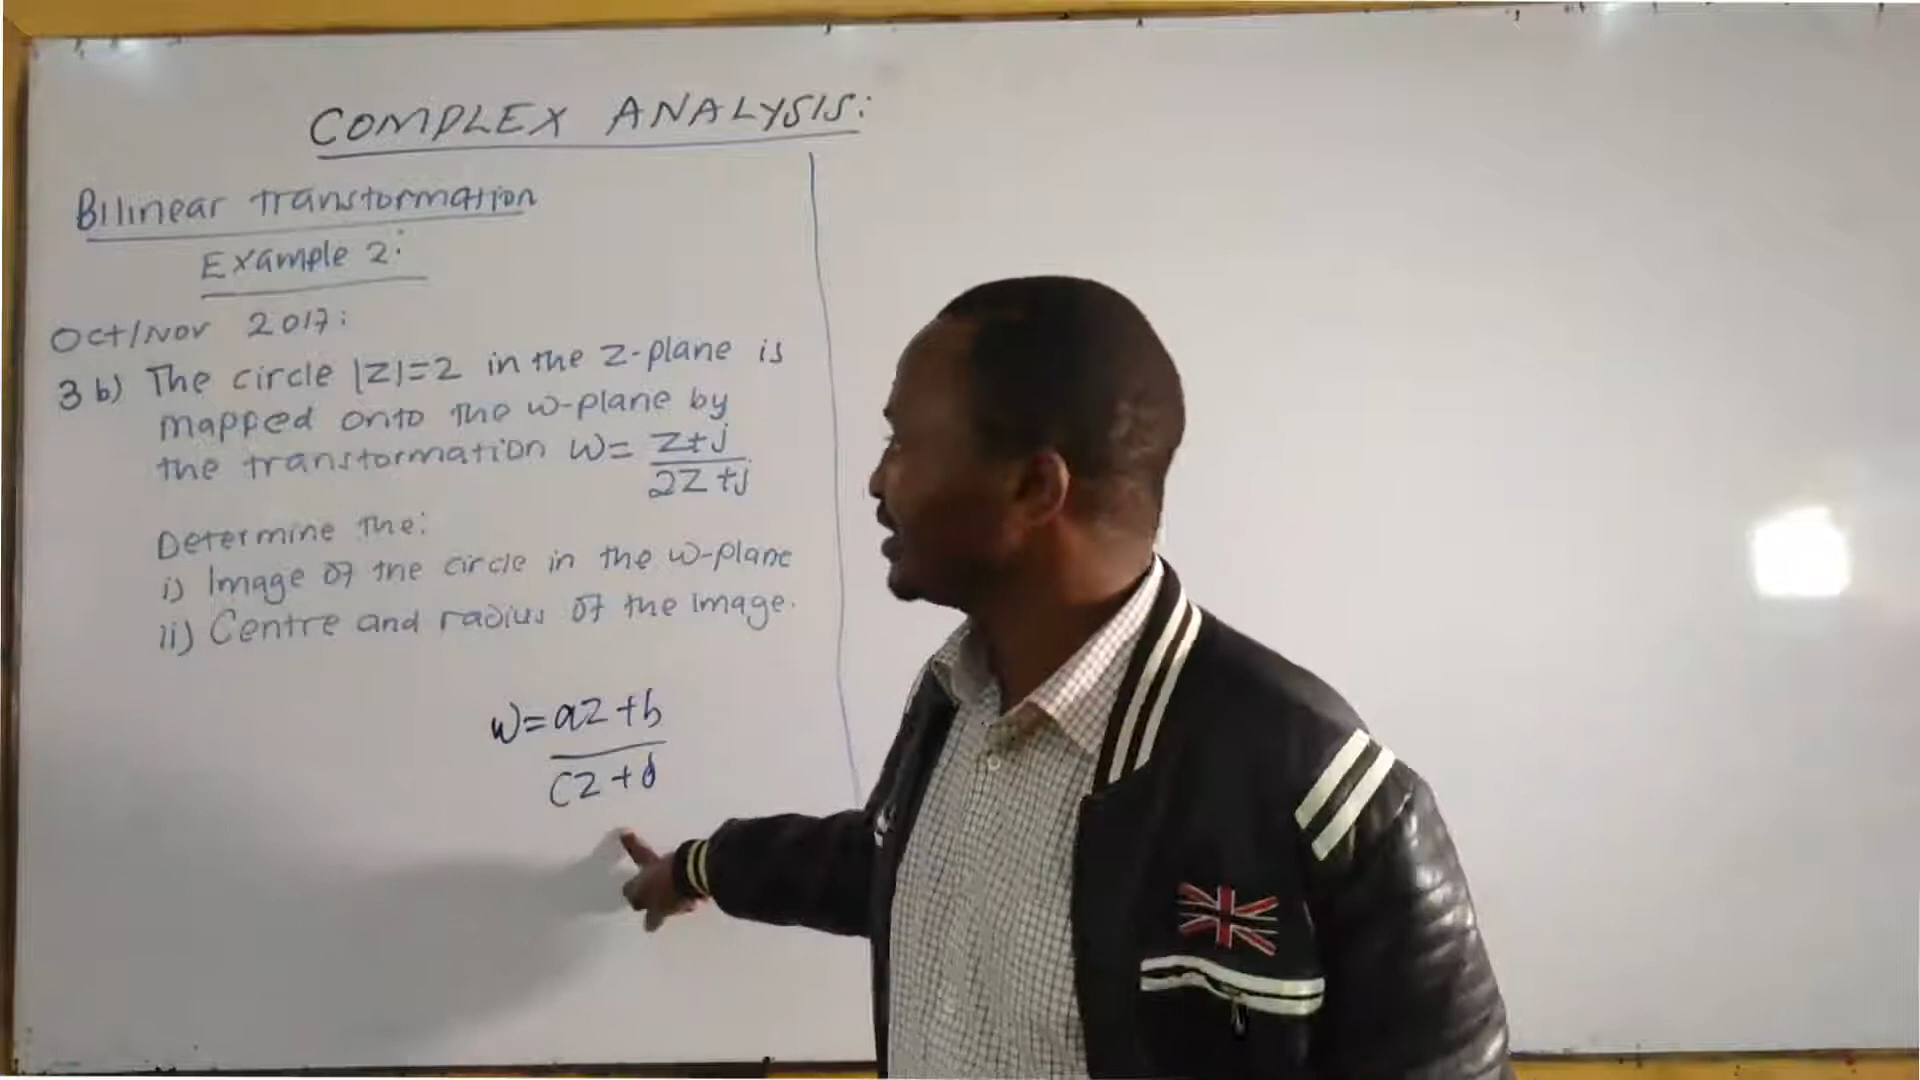 COMPLEX ANALYSIS:
Bilinear transformation
Example 2:
Oct/Nov 2017:
3 b) The circle |z|=2 in the z-plane is
mapped onto the w-plane by
the transformation w= z+j
2z+j
Determine the:
i) Image of the circle in the w-plane
ii) Centre and radius of the image.
w=az+b
cz+d